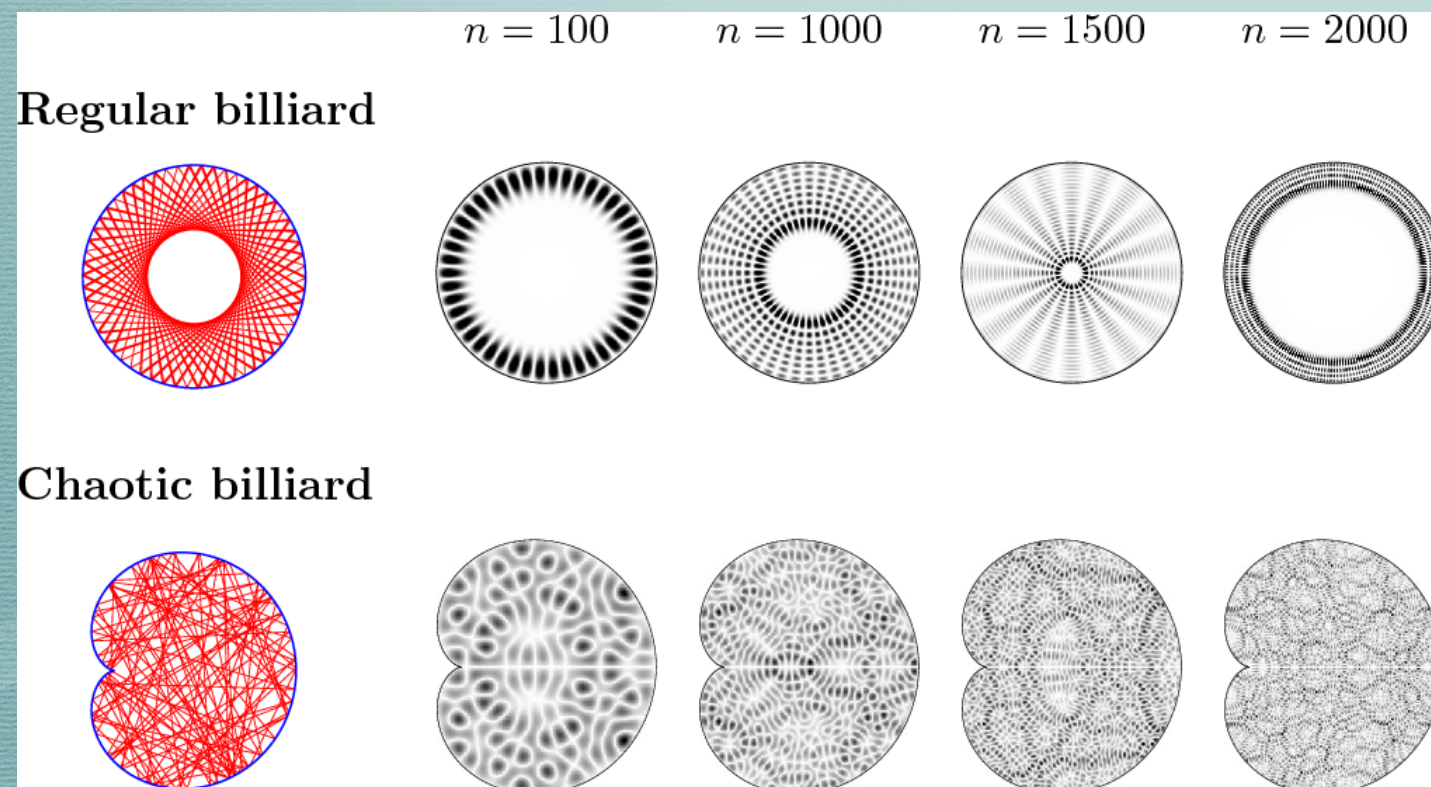 n = 100 n = 1000 n = 1500 n = 2000
Regular billiard
Chaotic billiard